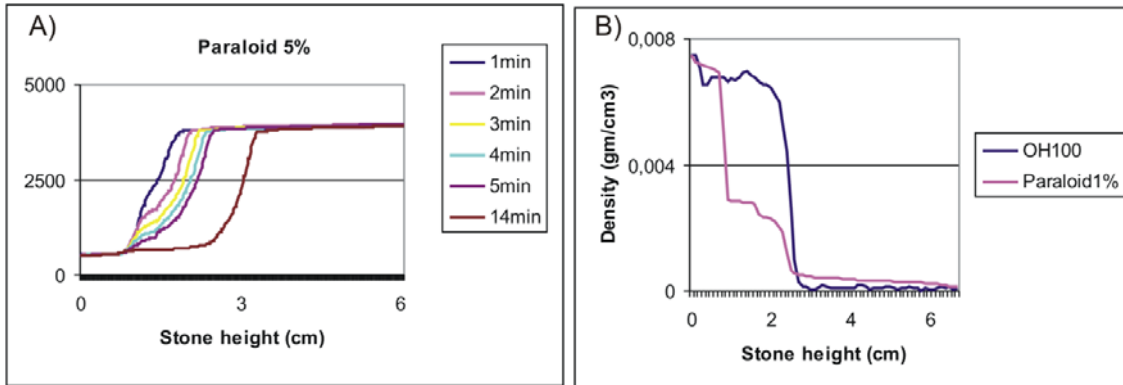 A)
Paraloid 5%
5000
2500
0
0 3 6
Stone height (cm)
1min
2min
3min
4min
5min
14min
B)
0,008
0,004
0
Density (gm/cm3)
0 2 4 6
Stone height (cm)
OH100
Paraloid1%